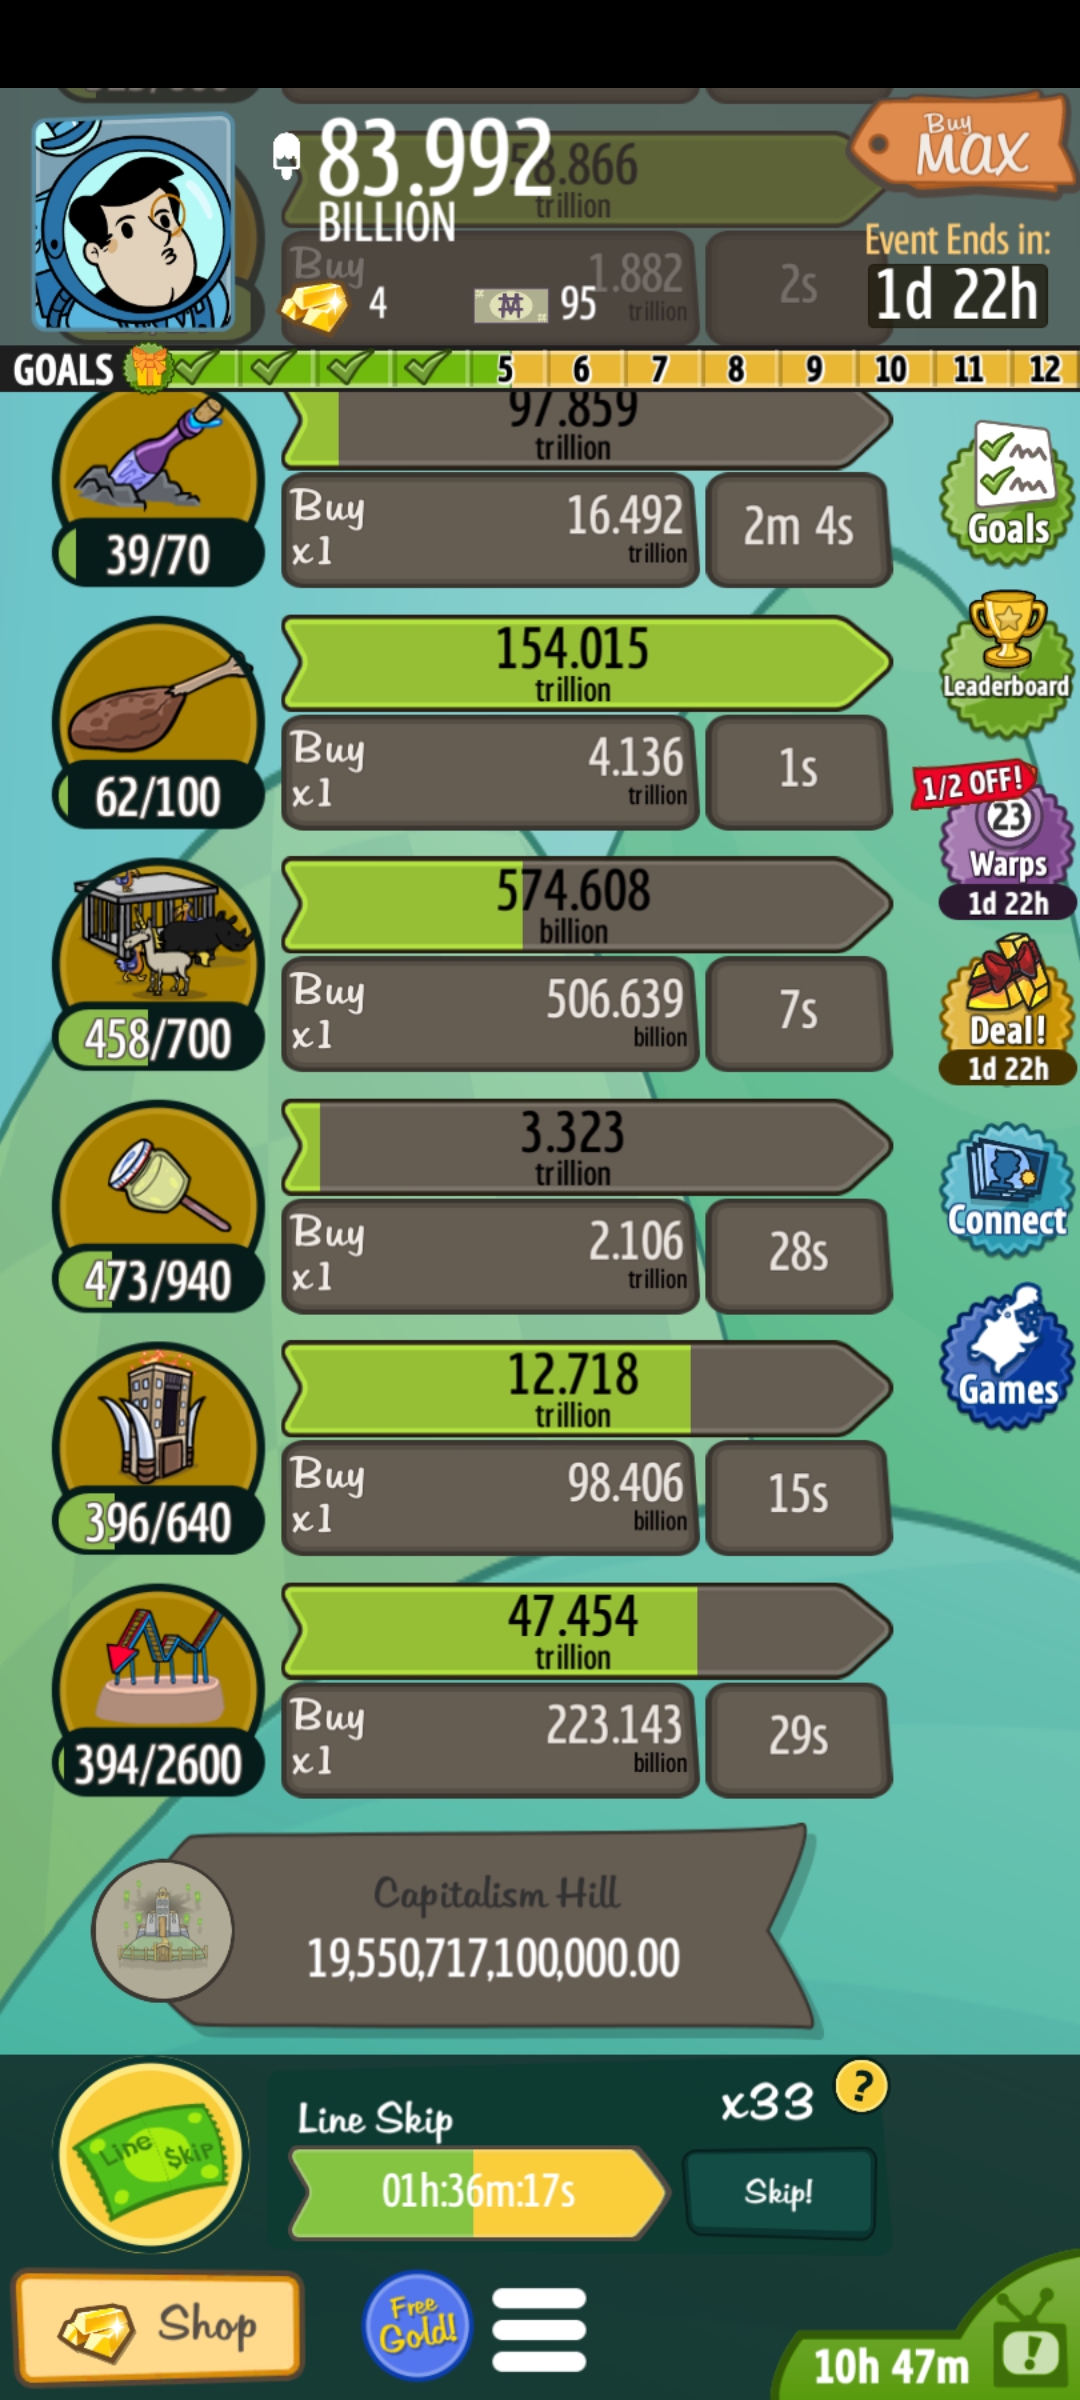 83.992
BILLION
58.866
trillion
Buy
MAX
Buy
1.882
trillion
2s
4
95
Event Ends in:
1d 22h
GOALS
5
6
7
8
9
10
11
12
97.859
trillion
39/70
Buy
x1
16.492
trillion
2m 4s
Goals
154.015
trillion
62/100
Buy
x1
4.136
trillion
1s
Leaderboard
1/2 OFF!
23
Warps
1d 22h
574.608
billion
458/700
Buy
x1
506.639
billion
7s
Deal!
1d 22h
3.323
trillion
473/940
Buy
x1
2.106
trillion
28s
Connect
12.718
trillion
396/640
Buy
x1
98.406
billion
15s
Games
47.454
trillion
394/2600
Buy
x1
223.143
billion
29s
Capitalism Hill
19,550,717,100,000.00
Line $kip
Line Skip
x33
?
01h:36m:17s
Skip!
Shop
Free
Gold!
10h 47m
!